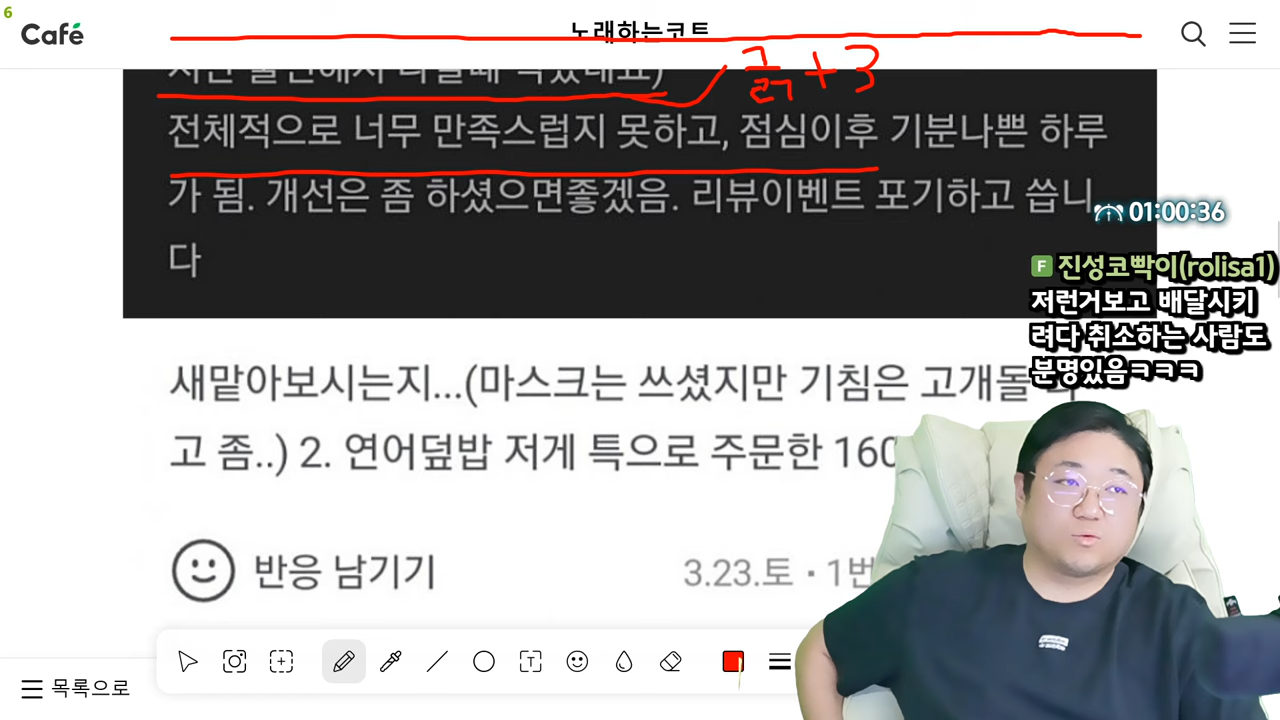 6
Café
노래하는코트
긁+3
전체적으로 너무 만족스럽지 못하고, 점심이후 기분나쁜 하루
가 됨. 개선은 좀 하셨으면좋겠음. 리뷰이벤트 포기하고 씁니
다
01:00:36
F 진성코빡이(rolisa1)
저런거보고 배달시키
려다 취소하는 사람도
분명있음ㅋㅋㅋ
새맡아보시는지...(마스크는 쓰셨지만 기침은 고개돌
고 좀..) 2. 연어덮밥 저게 특으로 주문한 160
반응 남기기
3.23.토 · 1번
T
목록으로